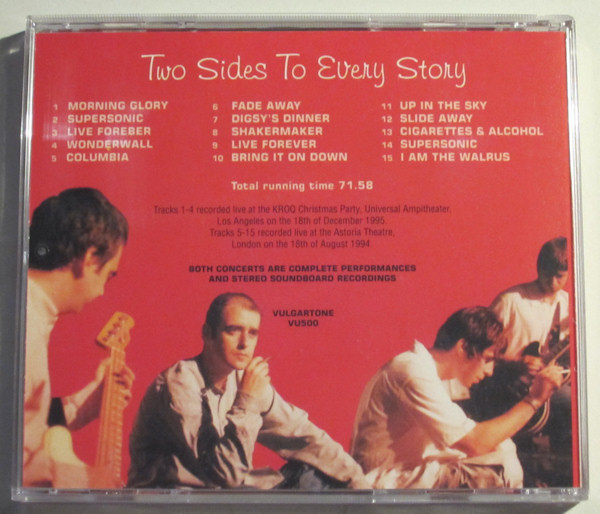 Two Sides To Every Story
1 MORNING GLORY
2 SUPERSONIC
3 LIVE FOREBER
4 WONDERWALL
5 COLUMBIA
6 FADE AWAY
7 DIGSY'S DINNER
8 SHAKERMAKER
9 LIVE FOREVER
10 BRING IT ON DOWN
11 UP IN THE SKY
12 SLIDE AWAY
13 CIGARETTES & ALCOHOL
14 SUPERSONIC
15 I AM THE WALRUS
Total running time 71.58
Tracks 1-4 recorded live at the KROQ Christmas Party, Universal Ampitheater,
Los Angeles on the 18th of December 1995.
Tracks 5-15 recorded live at the Astoria Theatre,
London on the 18th of August 1994.
BOTH CONCERTS ARE COMPLETE PERFORMANCES
AND STEREO SOUNDBOARD RECORDINGS
VULGARTONE
VU500